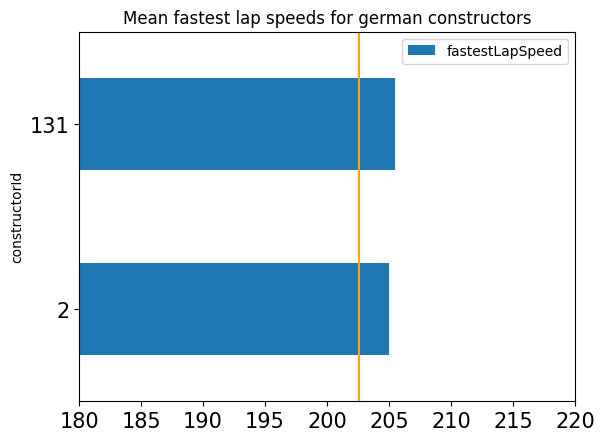 Mean fastest lap speeds for german constructors
fastestLapSpeed
131
constructorId
2
180 185 190 195 200 205 210 215 220